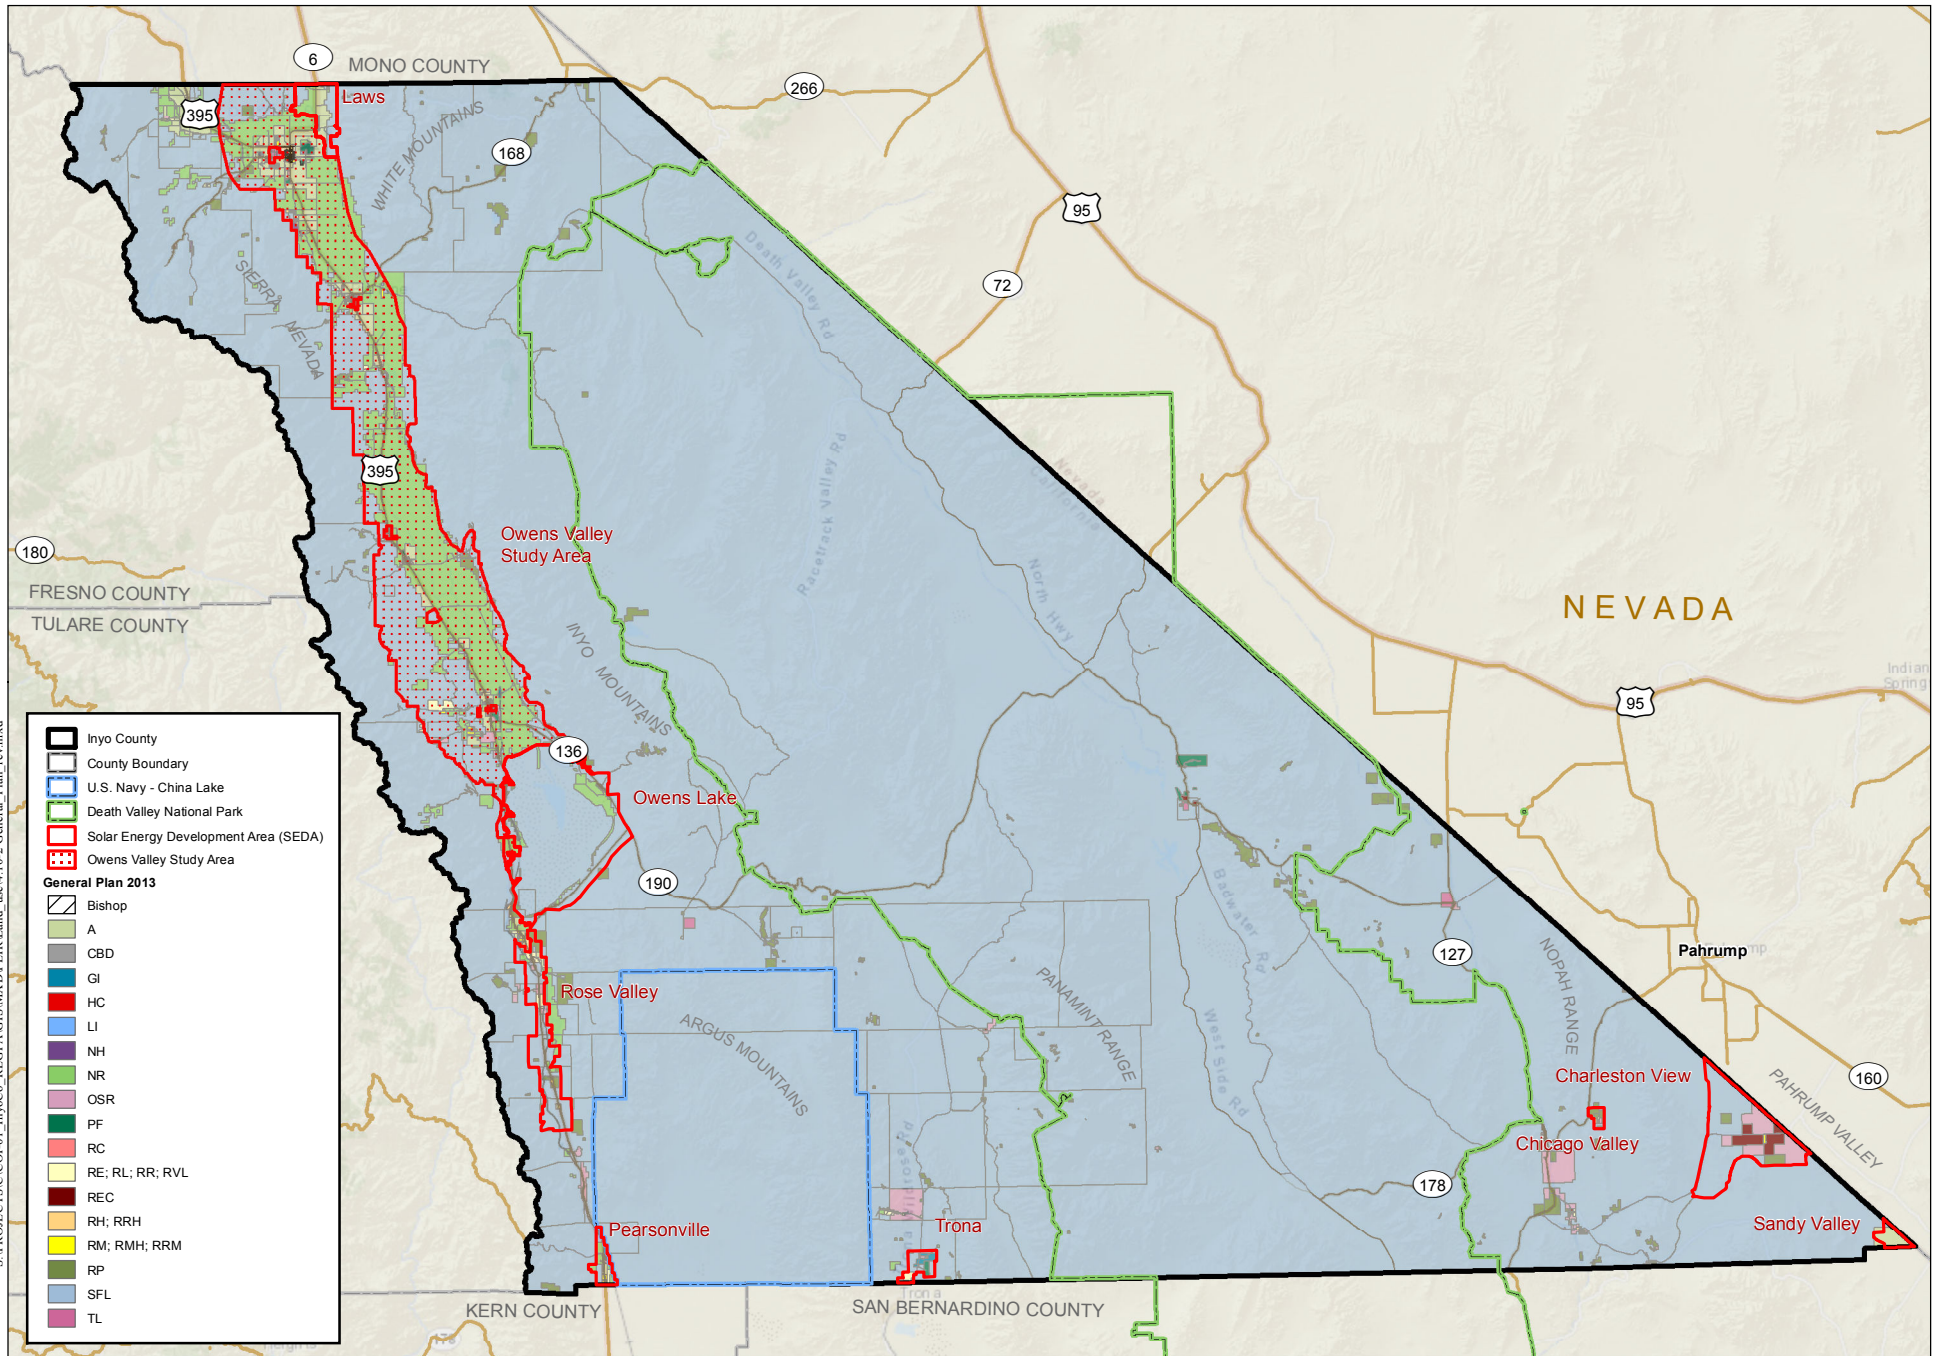 6
MONO COUNTY
266
Laws
395
WHITE MOUNTAINS
168
95
Death Valley Rd
SIERRA NEVADA
72
Racetrack Valley Rd
Nevada
California
395
Owens Valley
Study Area
180
FRESNO COUNTY
TULARE COUNTY
North Hwy
NEVADA
INYO MOUNTAINS
Indian
Spring
95
136
Owens Lake
190
Badwater Rd
127
NOPAH RANGE
Pahrump
Rose Valley
ARGUS MOUNTAINS
PANAMINT RANGE
West Side Rd
Charleston View
160
PAHRUMP VALLEY
Chicago Valley
178
Pearsonville
Trona
Sandy Valley
Trona
KERN COUNTY
SAN BERNARDINO COUNTY
178
Inyo County
County Boundary
U.S. Navy - China Lake
Death Valley National Park
Solar Energy Development Area (SEDA)
Owens Valley Study Area
General Plan 2013
Bishop
A
CBD
GI
HC
LI
NH
NR
OSR
PF
RC
RE; RL; RR; RVL
REC
RH; RRH
RM; RMH; RRM
RP
SFL
TL